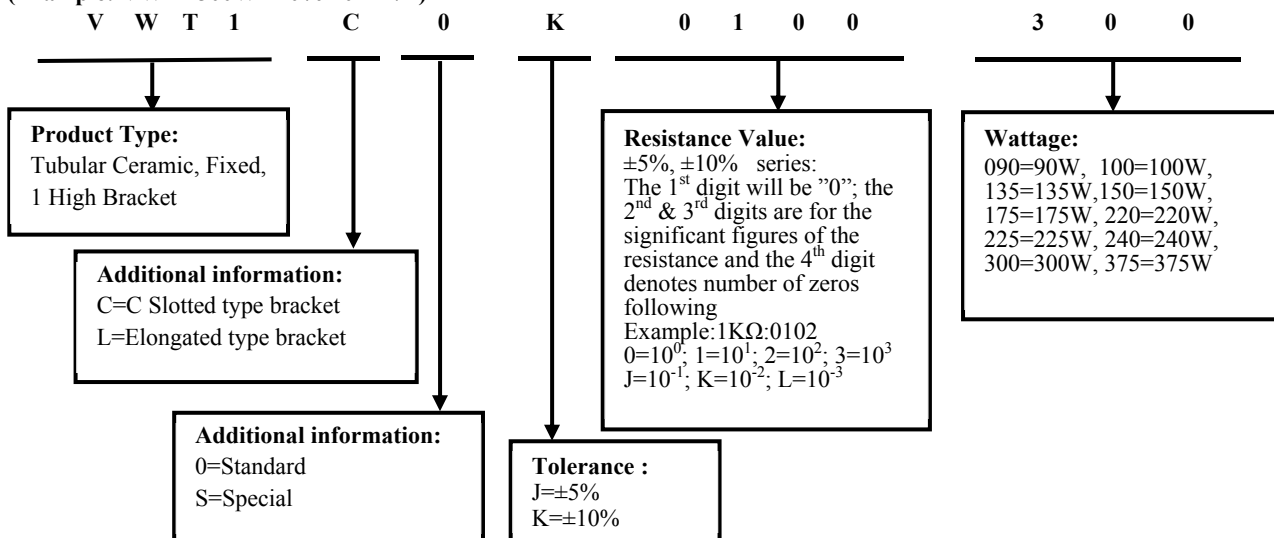 V W T 1 C 0 K 0 1 0 0 3 0 0
Product Type:
Tubular Ceramic, Fixed,
1 High Bracket
Additional information:
C=C Slotted type bracket
L=Elongated type bracket
Additional information:
0=Standard
S=Special
Tolerance :
J=±5%
K=±10%
Resistance Value:
±5%, ±10% series:
The 1st digit will be ”0”; the
2nd & 3rd digits are for the
significant figures of the
resistance and the 4th digit
denotes number of zeros
following
Example:1KΩ:0102
0=10⁰; 1=10¹; 2=10²; 3=10³
J=10⁻¹; K=10⁻²; L=10⁻³
Wattage:
090=90W, 100=100W,
135=135W,150=150W,
175=175W, 220=220W,
225=225W, 240=240W,
300=300W, 375=375W